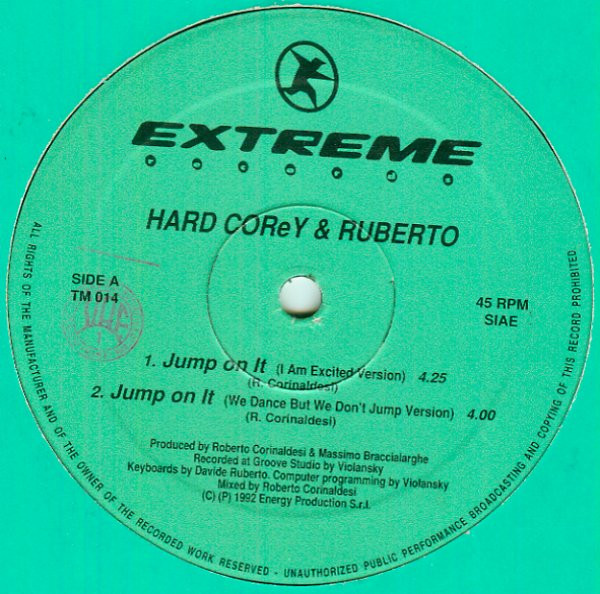 EXTREME
RECORDS
HARD COReY & RUBERTO
SIDE A
TM 014
45 RPM
SIAE
1. Jump on It (I Am Excited Version) 4.25
(R. Corinaldesi)
2. Jump on It (We Dance But We Don't Jump Version) 4.00
(R. Corinaldesi)
Produced by Roberto Corinaldesi & Massimo Braccialarghe
Recorded at Groove Studio by Violansky
Keyboards by Davide Ruberto. Computer programming by Violansky
Mixed by Roberto Corinaldesi
(C) (P) 1992 Energy Production S.r.l.
ALL RIGHTS OF THE MANUFACTURER AND OF THE OWNER OF THE RECORDED WORK RESERVED - UNAUTHORIZED PUBLIC PERFORMANCE BROADCASTING AND COPYING OF THIS RECORD PROHIBITED